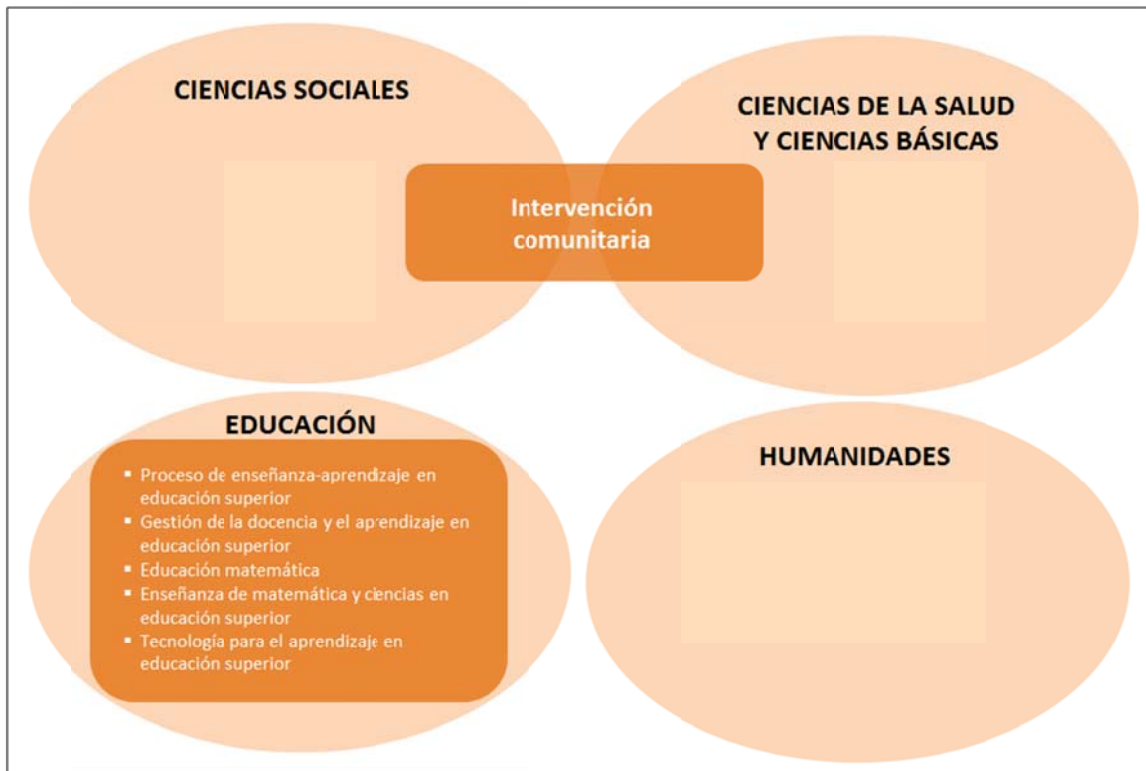 CIENCIAS SOCIALES
CIENCIAS DE LA SALUD
Y CIENCIAS BÁSICAS
Intervención
comunitaria
EDUCACIÓN
▪ Proceso de enseñanza-aprendizaje en
educación superior
▪ Gestión de la docencia y el aprendizaje en
educación superior
▪ Educación matemática
▪ Enseñanza de matemática y ciencias en
educación superior
▪ Tecnología para el aprendizaje en
educación superior
HUMANIDADES